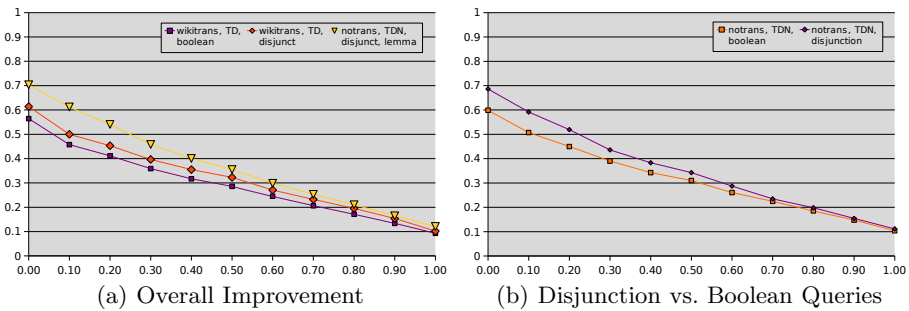 1
0.9
0.8
0.7
0.6
0.5
0.4
0.3
0.2
0.1
0
wikitrans, TD, boolean
wikitrans, TD, disjunct
notrans, TDN, disjunct, lemma
0.00 0.10 0.20 0.30 0.40 0.50 0.60 0.70 0.80 0.90 1.00
(a) Overall Improvement
1
0.9
0.8
0.7
0.6
0.5
0.4
0.3
0.2
0.1
0
notrans, TDN, boolean
notrans, TDN, disjunction
0.00 0.10 0.20 0.30 0.40 0.50 0.60 0.70 0.80 0.90 1.00
(b) Disjunction vs. Boolean Queries